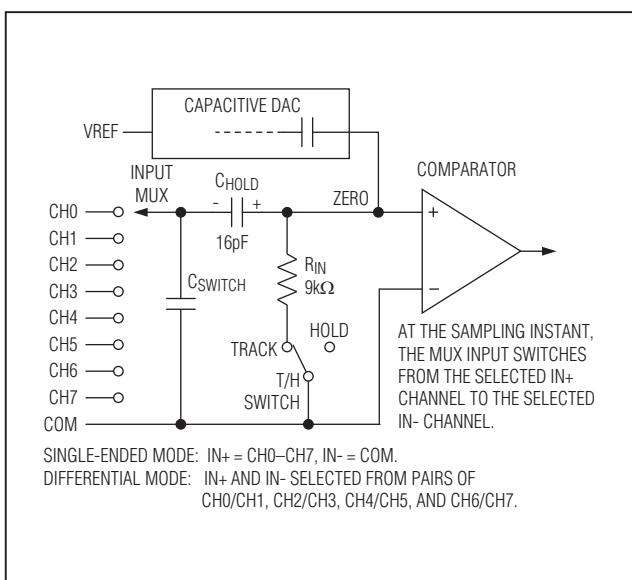 CAPACITIVE DAC
VREF
INPUT
MUX
CHOLD
- +
16pF
ZERO
COMPARATOR
+
−
CH0
CH1
CH2
CH3
CH4
CH5
CH6
CH7
COM
CSWITCH
RIN
9kΩ
TRACK
HOLD
T/H
SWITCH
AT THE SAMPLING INSTANT,
THE MUX INPUT SWITCHES
FROM THE SELECTED IN+
CHANNEL TO THE SELECTED
IN- CHANNEL.
SINGLE-ENDED MODE: IN+ = CH0–CH7, IN- = COM.
DIFFERENTIAL MODE: IN+ AND IN- SELECTED FROM PAIRS OF
CH0/CH1, CH2/CH3, CH4/CH5, AND CH6/CH7.